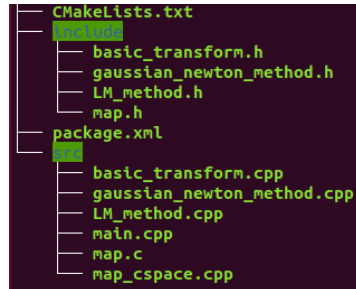 CMakeLists.txt
include
basic_transform.h
gaussian_newton_method.h
LM_method.h
map.h
package.xml
src
basic_transform.cpp
gaussian_newton_method.cpp
LM_method.cpp
main.cpp
map.c
map_cspace.cpp